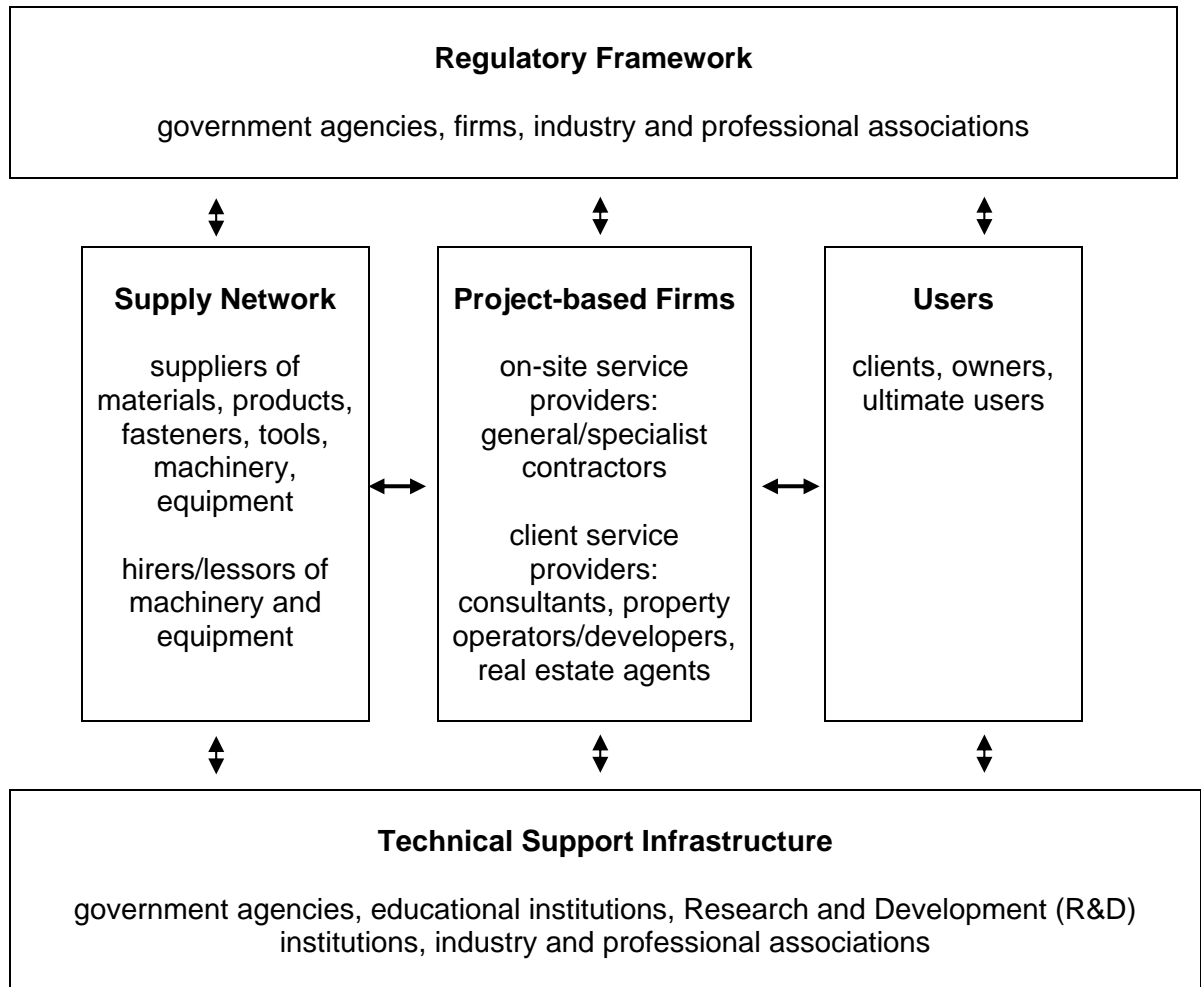 Regulatory Framework
government agencies, firms, industry and professional associations
Supply Network
suppliers of
materials, products,
fasteners, tools,
machinery,
equipment
hirers/lessors of
machinery and
equipment
Project-based Firms
on-site service
providers:
general/specialist
contractors
client service
providers:
consultants, property
operators/developers,
real estate agents
Users
clients, owners,
ultimate users
Technical Support Infrastructure
government agencies, educational institutions, Research and Development (R&D)
institutions, industry and professional associations